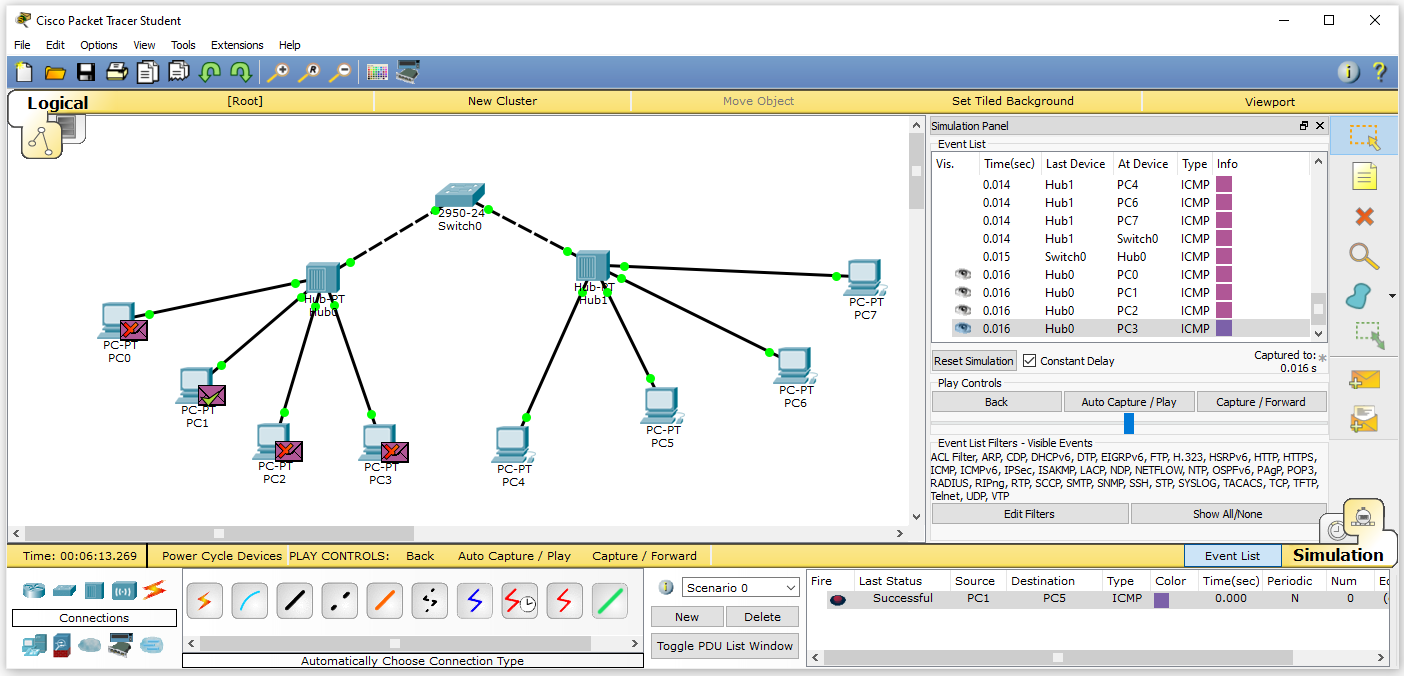 Cisco Packet Tracer Student
File Edit Options View Tools Extensions Help
Logical [Root] New Cluster Move Object Set Tiled Background Viewport
2950-24
Switch0
Hub-PT
Hub0
Hub-PT
Hub1
PC-PT
PC0
PC-PT
PC1
PC-PT
PC2
PC-PT
PC3
PC-PT
PC4
PC-PT
PC5
PC-PT
PC6
PC-PT
PC7
Simulation Panel
Event List
Vis. Time(sec) Last Device At Device Type Info
0.014 Hub1 PC4 ICMP
0.014 Hub1 PC6 ICMP
0.014 Hub1 PC7 ICMP
0.014 Hub1 Switch0 ICMP
0.015 Switch0 Hub0 ICMP
0.016 Hub0 PC0 ICMP
0.016 Hub0 PC1 ICMP
0.016 Hub0 PC2 ICMP
0.016 Hub0 PC3 ICMP
Reset Simulation Constant Delay Captured to: *
0.016 s
Play Controls
Back Auto Capture / Play Capture / Forward
Event List Filters - Visible Events
ACL Filter, ARP, CDP, DHCPv6, DTP, EIGRPv6, FTP, H.323, HSRPv6, HTTP, HTTPS,
ICMP, ICMPv6, IPSec, ISAKMP, LACP, NDP, NETFLOW, NTP, OSPFv6, PAgP, POP3,
RADIUS, RIPng, RTP, SCCP, SMTP, SNMP, SSH, STP, SYSLOG, TACACS, TCP, TFTP,
Telnet, UDP, VTP
Edit Filters Show All/None
Time: 00:06:13.269 Power Cycle Devices PLAY CONTROLS: Back Auto Capture / Play Capture / Forward Event List Simulation
Connections
Automatically Choose Connection Type
Scenario 0
New Delete
Toggle PDU List Window
Fire Last Status Source Destination Type Color Time(sec) Periodic Num
Successful PC1 PC5 ICMP 0.000 N 0